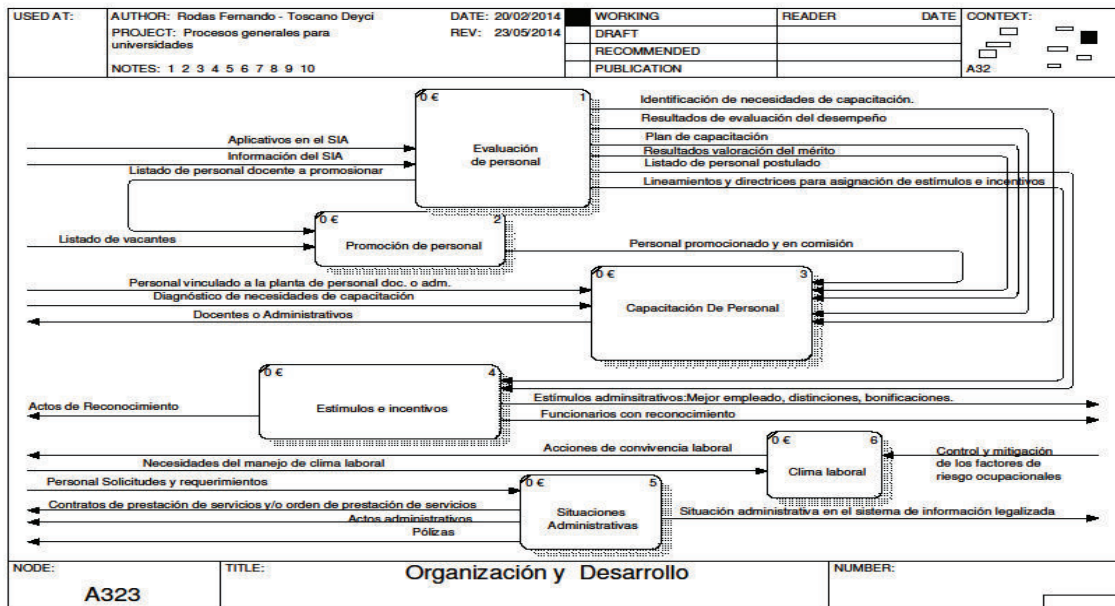 USED AT:
AUTHOR: Rodas Fernando - Toscano Deyci
DATE: 20/02/2014
PROJECT: Procesos generales para
universidades
REV: 23/05/2014
NOTES: 1 2 3 4 5 6 7 8 9 10
WORKING
DRAFT
RECOMMENDED
PUBLICATION
READER
DATE
CONTEXT:
A32
0 €
1
Evaluación
de personal
Aplicativos en el SIA
Información del SIA
Listado de personal docente a promosionar
Identificación de necesidades de capacitación.
Resultados de evaluación del desempeño
Plan de capacitación
Resultados valoración del mérito
Listado de personal postulado
Lineamientos y directrices para asignación de estímulos e incentivos
0 €
2
Promoción de personal
Listado de vacantes
Personal promocionado y en comisión
0 €
3
Capacitación De Personal
Personal vinculado a la planta de personal doc. o adm.
Diagnóstico de necesidades de capacitación
Docentes o Administrativos
0 €
4
Estímulos e incentivos
Actos de Reconocimiento
Estímulos adminsitrativos:Mejor empleado, distinciones, bonificaciones.
Funcionarios con reconocimiento
0 €
6
Clima laboral
Acciones de convivencia laboral
Necesidades del manejo de clima laboral
Control y mitigación
de los factores de
riesgo ocupacionales
0 €
5
Situaciones
Administrativas
Personal Solicitudes y requerimientos
Contratos de prestación de servicios y/o orden de prestación de servicios
Actos administrativos
Pólizas
Situación administrativa en el sistema de información legalizada
NODE:
A323
TITLE:
Organización y Desarrollo
NUMBER: